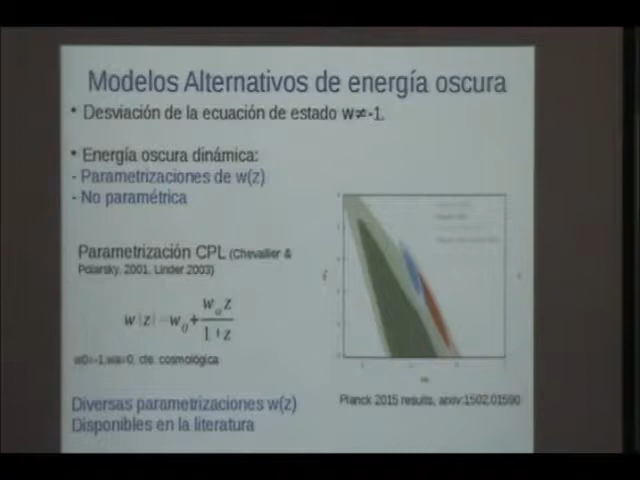 Modelos Alternativos de energía oscura
• Desviación de la ecuación de estado w≠-1.
• Energía oscura dinámica:
- Parametrizaciones de w(z)
- No paramétrica
Parametrización CPL (Chevallier &
Polarsky, 2001, Linder 2003)
w(z)=w₀+ wₐz
1+z
w0=-1,wa=0, cte. cosmológica
Planck 2015 results, arxiv:1502.01590
Diversas parametrizaciones w(z)
Disponibles en la literatura